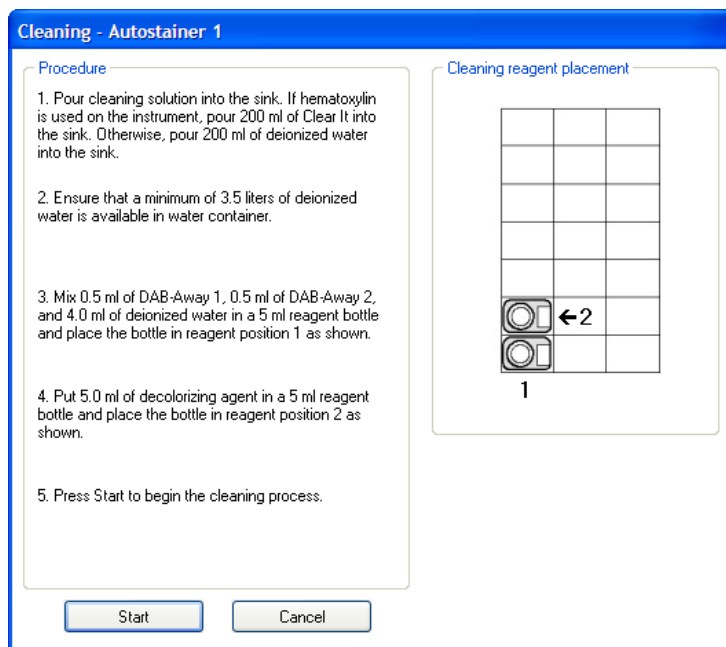 Cleaning - Autostainer 1
Procedure
1. Pour cleaning solution into the sink. If hematoxylin
is used on the instrument, pour 200 ml of Clear It into
the sink. Otherwise, pour 200 ml of deionized water
into the sink.
2. Ensure that a minimum of 3.5 liters of deionized
water is available in water container.
3. Mix 0.5 ml of DAB-Away 1, 0.5 ml of DAB-Away 2,
and 4.0 ml of deionized water in a 5 ml reagent bottle
and place the bottle in reagent position 1 as shown.
4. Put 5.0 ml of decolorizing agent in a 5 ml reagent
bottle and place the bottle in reagent position 2 as
shown.
5. Press Start to begin the cleaning process.
Start
Cancel
Cleaning reagent placement
←2
1